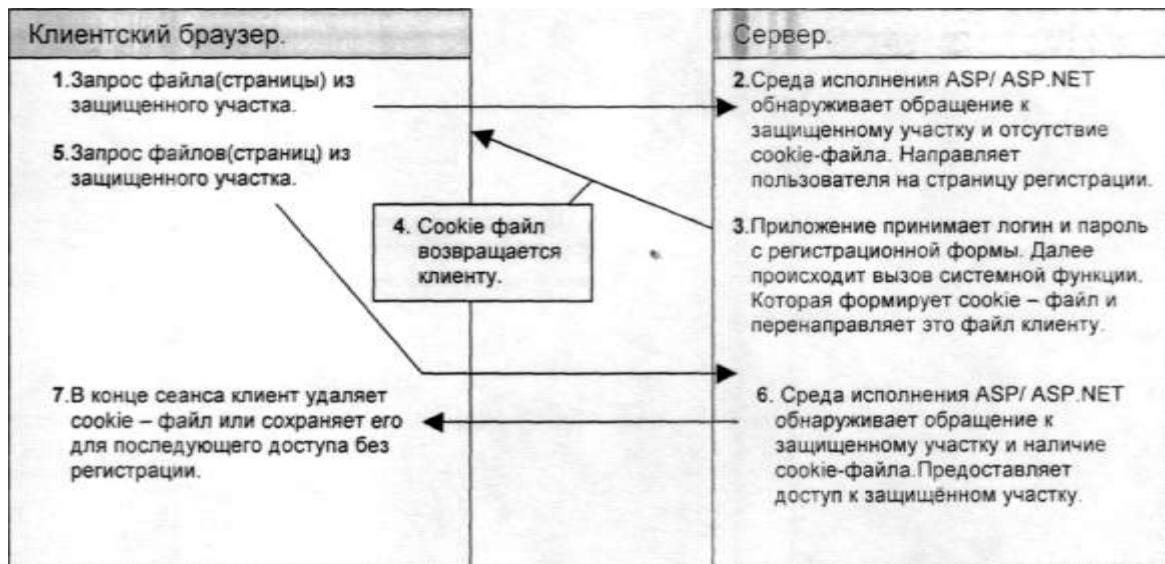 Клиентский браузер.
Сервер.
1.Запрос файла(страницы) из
защищенного участка.
2.Среда исполнения ASP/ ASP.NET
обнаруживает обращение к
защищенному участку и отсутствие
cookie-файла. Направляет
пользователя на страницу регистрации.
5.Запрос файлов(страниц) из
защищенного участка.
4. Cookie файл
возвращается
клиенту.
3.Приложение принимает логин и пароль
с регистрационной формы. Далее
происходит вызов системной функции.
Которая формирует cookie – файл и
перенаправляет это файл клиенту.
7.В конце сеанса клиент удаляет
cookie – файл или сохраняет его
для последующего доступа без
регистрации.
6. Среда исполнения ASP/ ASP.NET
обнаруживает обращение к
защищенному участку и наличие
cookie-файла.Предоставляет
доступ к защищённом участку.